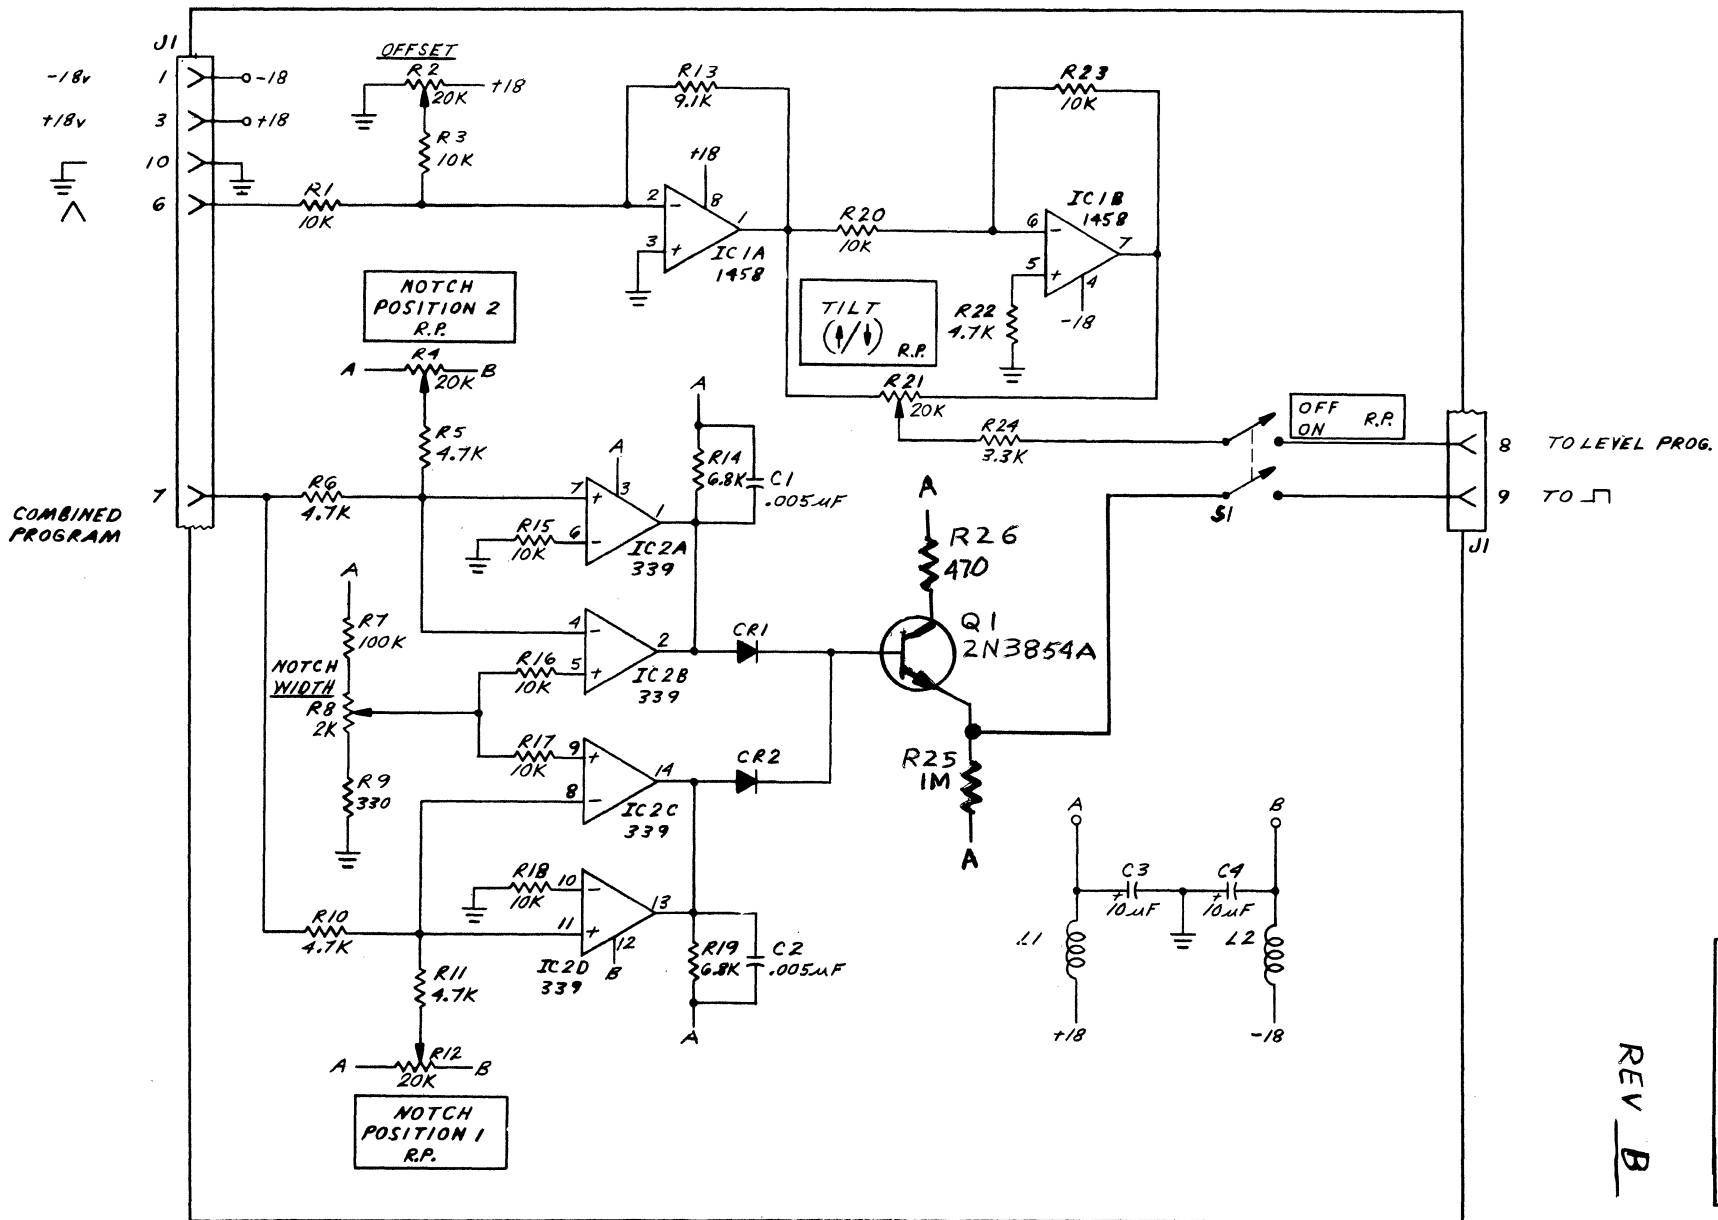 J1
-18v 1 -18
+18v 3 +18
10
6
OFFSET
R2
20K
+18
R3
10K
R1
10K
R13
9.1K
+18
2
-
8
3
+
1
IC1A
1458
R23
10K
R20
10K
IC1B
1458
6
-
5
+
7
4
-18
R22
4.7K
NOTCH
POSITION 2
R.P.
A R4 B
20K
R5
4.7K
TILT
(↑/↓) R.P.
R21
20K
R24
3.3K
OFF
ON
R.P.
8 TO LEVEL PROG.
9 TO
S1
J1
7
COMBINED
PROGRAM
R6
4.7K
A
7
+
3
6
-
1
R15
10K
IC2A
339
A
R14
6.8K
C1
.005µF
A
R7
100K
NOTCH
WIDTH
R8
2K
R9
330
4
-
5
+
2
R16
10K
IC2B
339
CR1
R17
10K
9
+
8
-
14
IC2C
339
CR2
A
R26
470
Q1
2N3854A
R25
1M
A
R18
10K
10
-
11
+
13
12
B
IC2D
339
R10
4.7K
R11
4.7K
R19
6.8K
C2
.005µF
A
A R12 B
20K
NOTCH
POSITION 1
R.P.
A
B
C3
+
10µF
C4
+
10µF
L1
L2
+18
-18
REV B